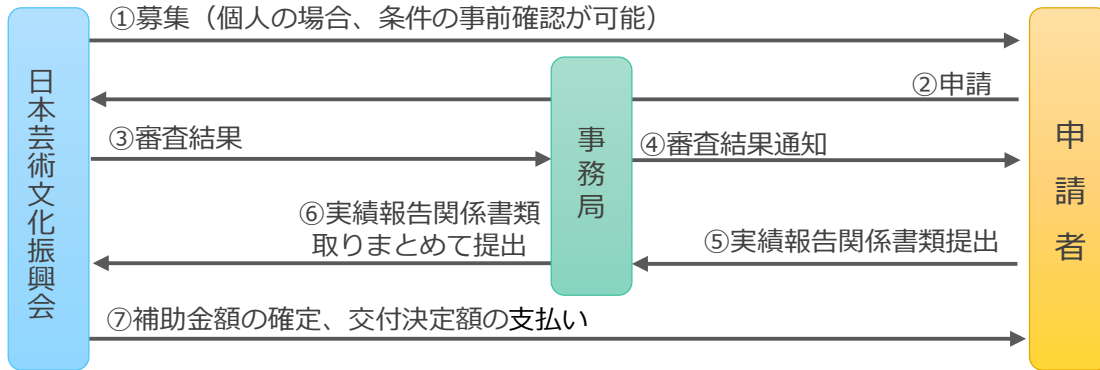 ①募集（個人の場合、条件の事前確認が可能）
日本芸術文化振興会
事務局
申請者
②申請
③審査結果
④審査結果通知
⑤実績報告関係書類提出
⑥実績報告関係書類
取りまとめて提出
⑦補助金額の確定、交付決定額の支払い